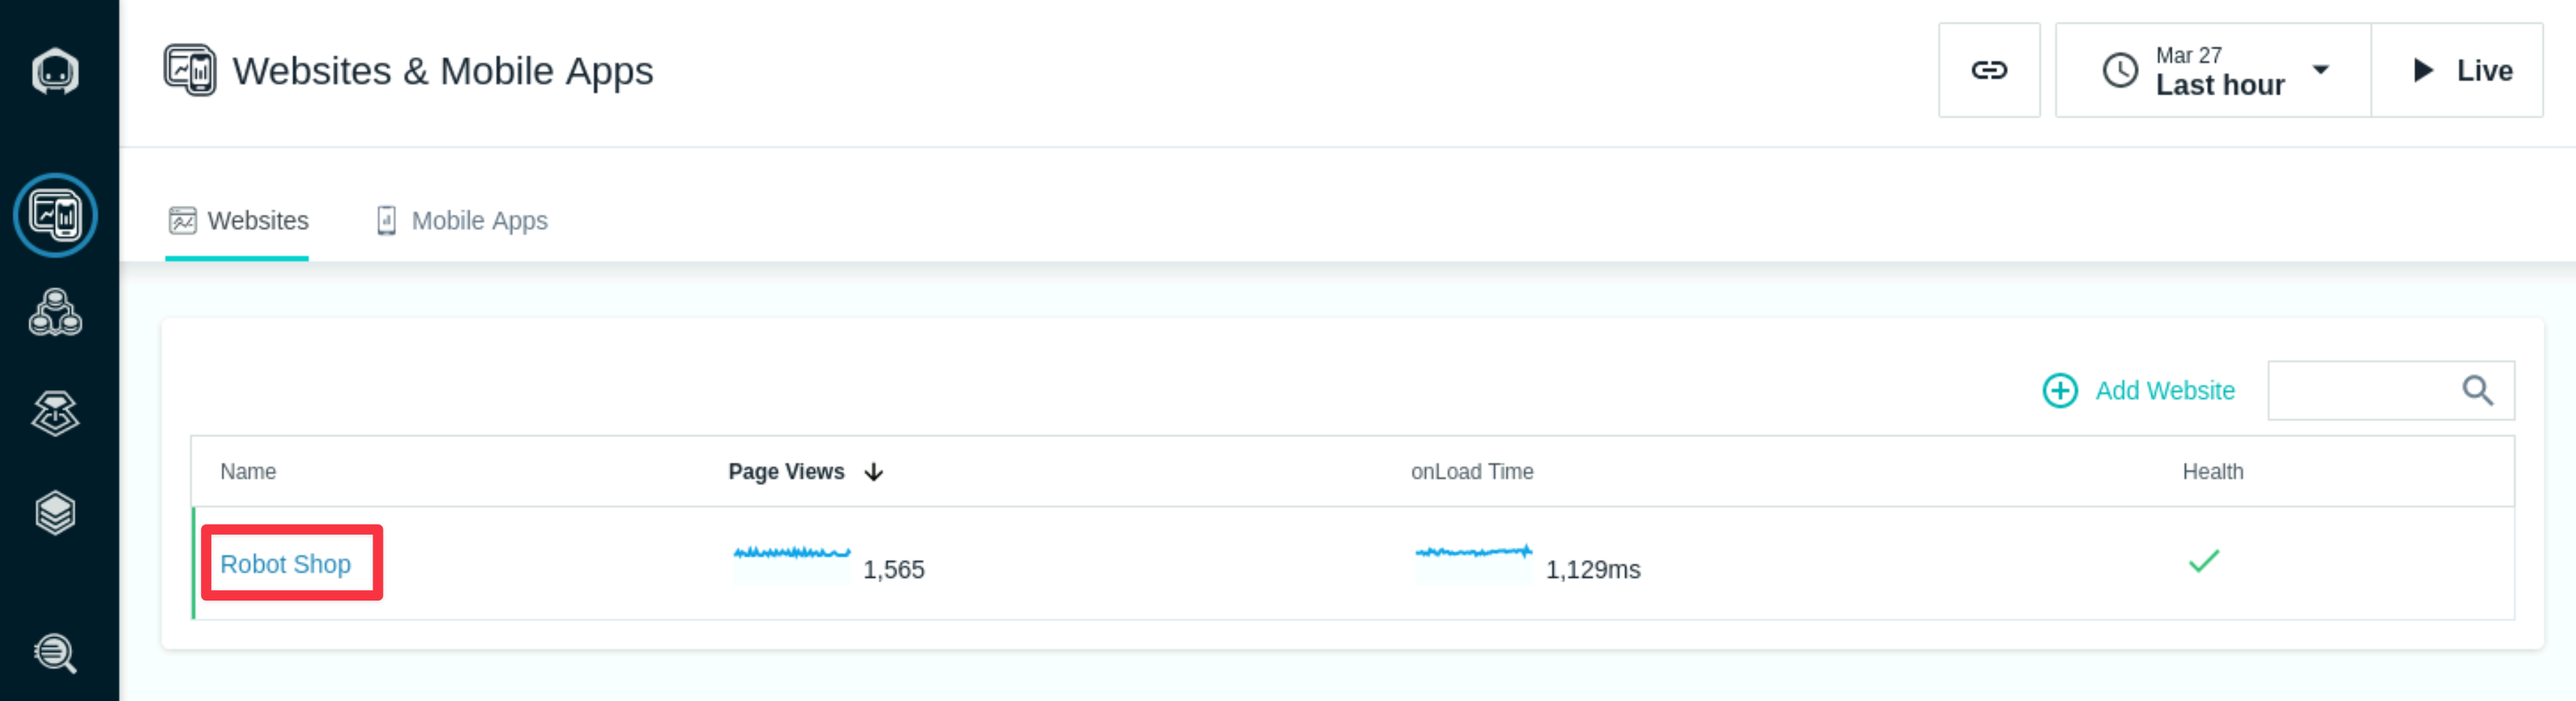 Websites & Mobile Apps
Mar 27
Last hour
Live
Websites
Mobile Apps
Add Website
Name
Page Views
onLoad Time
Health
Robot Shop
1,565
1,129ms